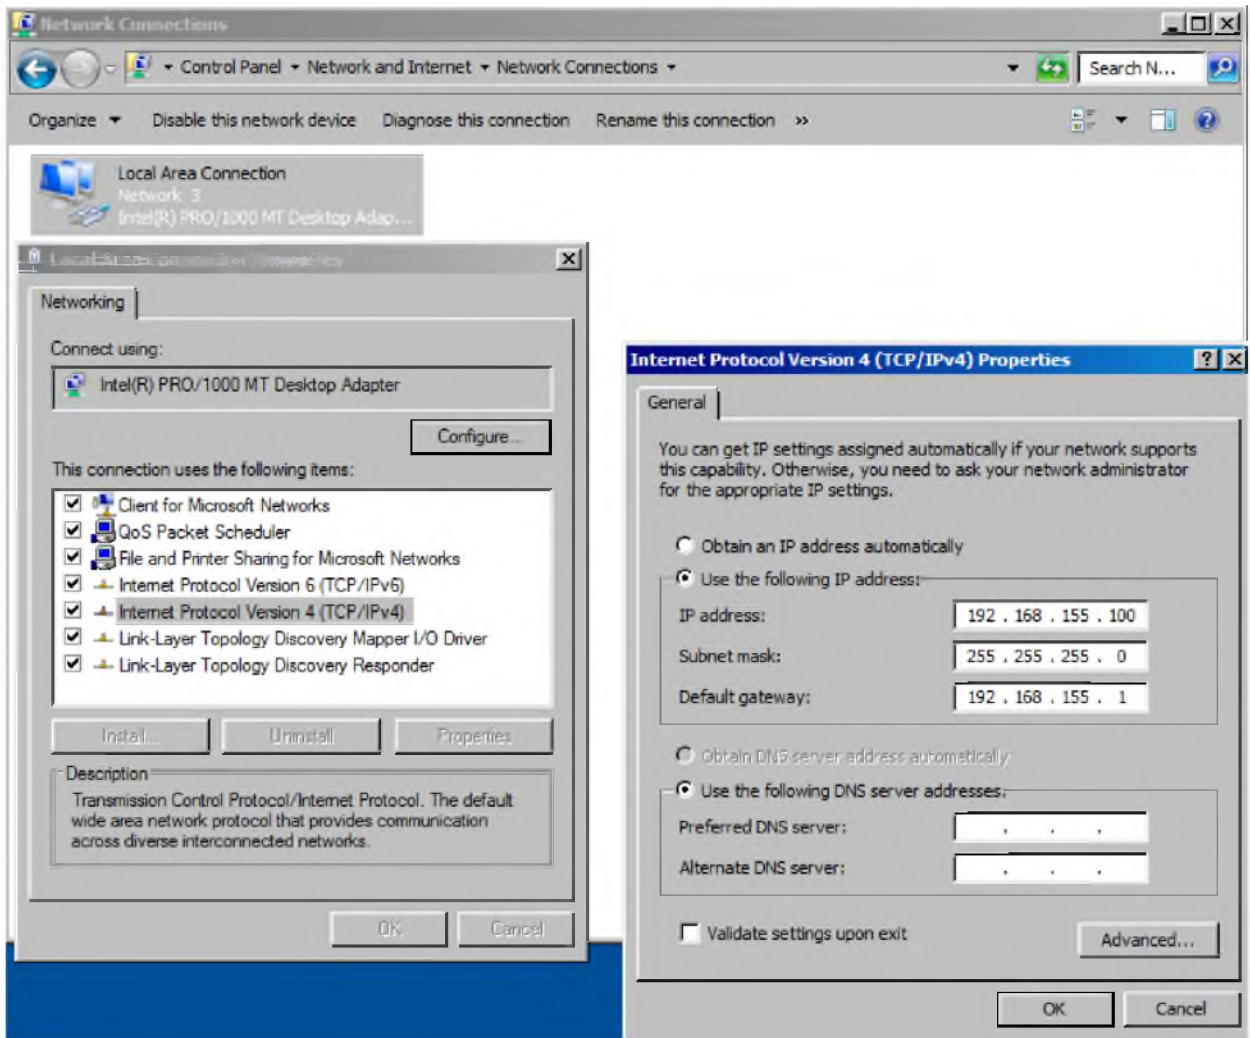 Network Connections
Control Panel Network and Internet Network Connections
Search N...
Organize Disable this network device Diagnose this connection Rename this connection »
Local Area Connection
Network 3
Intel(R) PRO/1000 MT Desktop Adap...
Local Area Connection
Networking
Connect using:
Intel(R) PRO/1000 MT Desktop Adapter
Configure...
This connection uses the following items:
Client for Microsoft Networks
QoS Packet Scheduler
File and Printer Sharing for Microsoft Networks
Internet Protocol Version 6 (TCP/IPv6)
Internet Protocol Version 4 (TCP/IPv4)
Link-Layer Topology Discovery Mapper I/O Driver
Link-Layer Topology Discovery Responder
Install... Uninstall Properties
Description
Transmission Control Protocol/Internet Protocol. The default
wide area network protocol that provides communication
across diverse interconnected networks.
OK Cancel
Internet Protocol Version 4 (TCP/IPv4) Properties
General
You can get IP settings assigned automatically if your network supports
this capability. Otherwise, you need to ask your network administrator
for the appropriate IP settings.
Obtain an IP address automatically
Use the following IP address:
IP address: 192 . 168 . 155 . 100
Subnet mask: 255 . 255 . 255 . 0
Default gateway: 192 . 168 . 155 . 1
Obtain DNS server address automatically
Use the following DNS server addresses:
Preferred DNS server: . . .
Alternate DNS server: . . .
Validate settings upon exit
Advanced...
OK Cancel